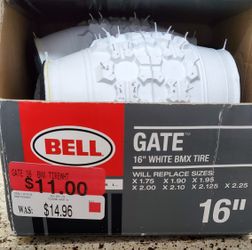 BELL
GATE
16" WHITE BMX TIRE
WILL REPLACE SIZES:
X 1.75 X 1.90 X 1.95
X 2.00 X 2.10 X 2.125 X 2.25
16"
$11.00
WAS: $14.96